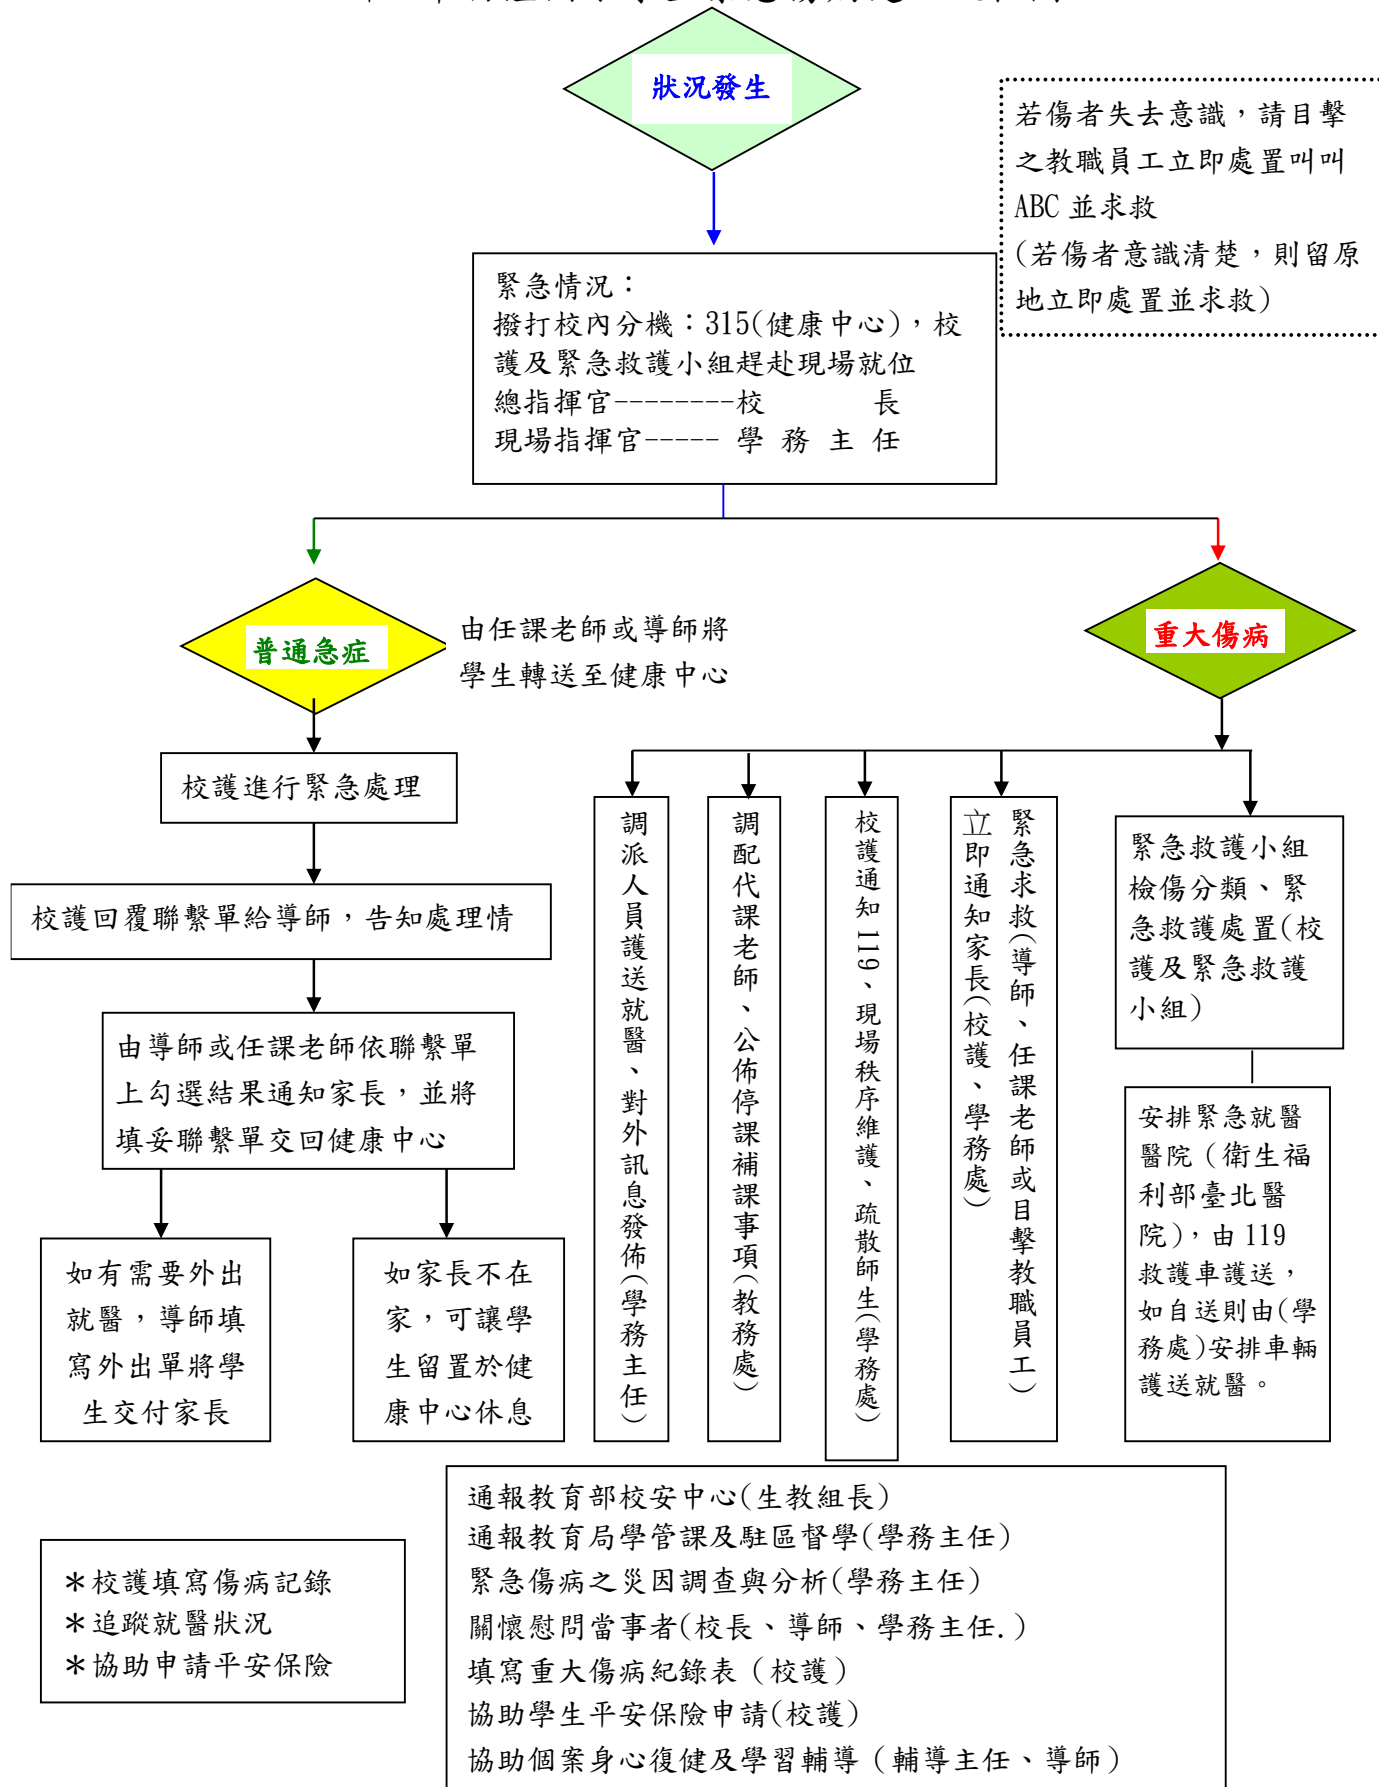 狀況發生
若傷者失去意識，請目擊
之教職員工立即處置叫叫
ABC 並求救
(若傷者意識清楚，則留原
地立即處置並求救)
緊急情況：
撥打校內分機：315(健康中心)，校
護及緊急救護小組趕赴現場就位
總指揮官--------校 長
現場指揮官----- 學 務 主 任
普通急症
由任課老師或導師將
學生轉送至健康中心
重大傷病
校護進行緊急處理
校護回覆聯繫單給導師，告知處理情
由導師或任課老師依聯繫單
上勾選結果通知家長，並將
填妥聯繫單交回健康中心
如有需要外出
就醫，導師填
寫外出單將學
生交付家長
如家長不在
家，可讓學
生留置於健
康中心休息
調派人員護送就醫、對外訊息發佈(學務主任)
調配代課老師、公佈停課補課事項(教務處)
校護通知 119、現場秩序維護、疏散師生(學務處)
緊急求救(導師、任課老師或目擊教職員工)
立即通知家長(校護、學務處)
緊急救護小組
檢傷分類、緊
急救護處置(校
護及緊急救護
小組)
安排緊急就醫
醫院（衛生福
利部臺北醫
院)，由 119
救護車護送，
如自送則由(學
務處)安排車輛
護送就醫。
＊校護填寫傷病記錄
＊追蹤就醫狀況
＊協助申請平安保險
通報教育部校安中心(生教組長)
通報教育局學管課及駐區督學(學務主任)
緊急傷病之災因調查與分析(學務主任)
關懷慰問當事者(校長、導師、學務主任.)
填寫重大傷病紀錄表（校護)
協助學生平安保險申請(校護)
協助個案身心復健及學習輔導（輔導主任、導師）